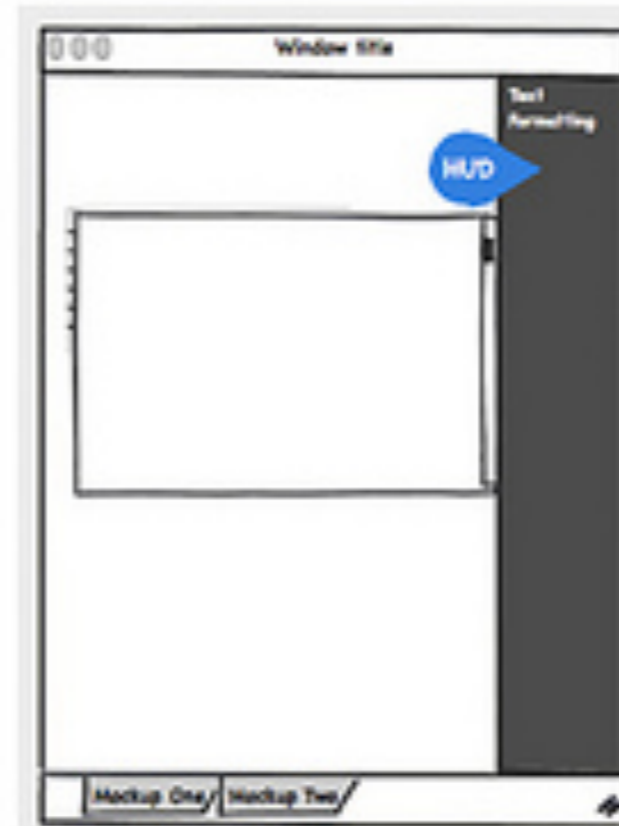 Window title
Text
Formatting
HUD
Mockup One
Mockup Two